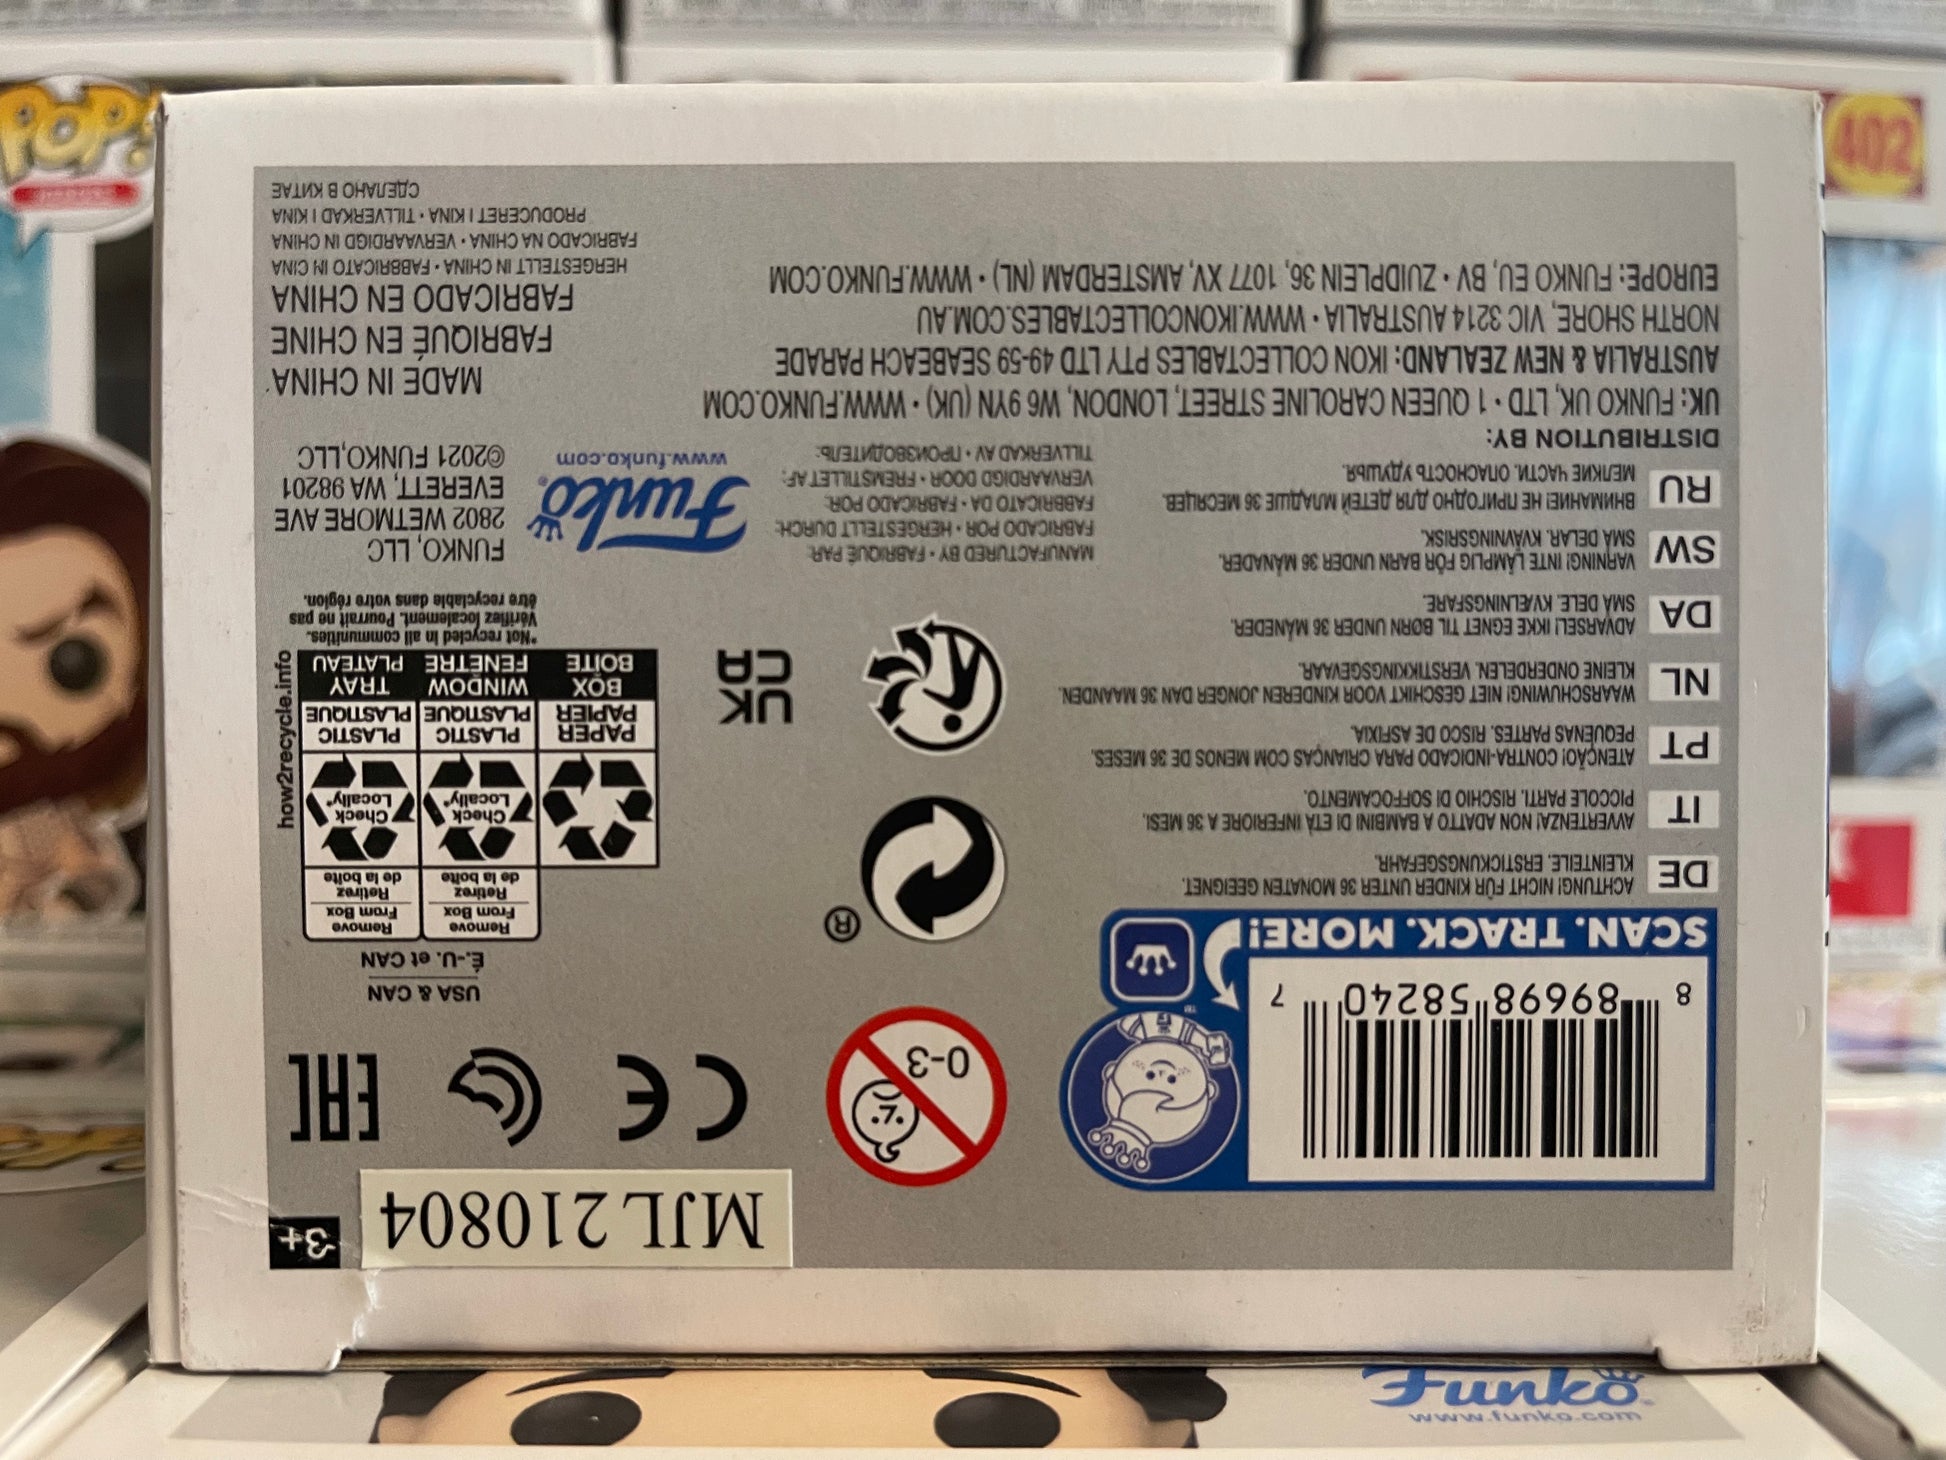 3+
MJL 210804
0-3
8 89698 58240 7
SCAN. TRACK. MORE!
CE
EAC
USA & CAN
É.-U. et CAN
Remove
From Box
Retirez
de la boîte
Remove
From Box
Retirez
de la boîte
Check
Locally*
Check
Locally*
PAPER
PAPIER
PLASTIC
PLASTIQUE
PLASTIC
PLASTIQUE
BOX
BOÎTE
WINDOW
FENÊTRE
TRAY
PLATEAU
how2recycle.info
*Not recycled in all communities.
Vérifiez localement. Pourrait ne pas
être recyclable dans votre région.
®
UK
CA
DE
ACHTUNG! NICHT FÜR KINDER UNTER 36 MONATEN GEEIGNET.
KLEINTEILE. ERSTICKUNGSGEFAHR.
IT
AVVERTENZA! NON ADATTO A BAMBINI DI ETÀ INFERIORE A 36 MESI.
PICCOLE PARTI. RISCHIO DI SOFFOCAMENTO.
PT
ATENÇÃO! CONTRA-INDICADO PARA CRIANÇAS COM MENOS DE 36 MESES.
PEQUENAS PARTES. RISCO DE ASFIXIA.
NL
WAARSCHUWING! NIET GESCHIKT VOOR KINDEREN JONGER DAN 36 MAANDEN.
KLEINE ONDERDELEN. VERSTIKKINGSGEVAAR.
DA
ADVARSEL! IKKE EGNET TIL BØRN UNDER 36 MÅNEDER.
SMÅ DELE. KVÆLNINGSFARE.
SW
VARNING! INTE LÄMPLIG FÖR BARN UNDER 36 MÅNADER.
SMÅ DELAR. KVÄVNINGSRISK.
RU
ВНИМАНИЕ! НЕ ПРИГОДНО ДЛЯ ДЕТЕЙ МЛАДШЕ 36 МЕСЯЦЕВ.
МЕЛКИЕ ЧАСТИ. ОПАСНОСТЬ УДУШЬЯ.
MANUFACTURED BY • FABRIQUÉ PAR:
FABRICADO POR • HERGESTELLT DURCH:
FABBRICATO DA • FABRICADO POR:
VERVAARDIGD DOOR • FREMSTILLET AF:
TILLVERKAD AV • ПРОИЗВОДИТЕЛЬ:
Funko
www.funko.com
FUNKO, LLC
2802 WETMORE AVE
EVERETT, WA 98201
©2021 FUNKO,LLC
DISTRIBUTION BY:
UK: FUNKO UK, LTD • 1 QUEEN CAROLINE STREET, LONDON, W6 9YN (UK) • WWW.FUNKO.COM
AUSTRALIA & NEW ZEALAND: IKON COLLECTABLES PTY LTD 49-59 SEABEACH PARADE
NORTH SHORE, VIC 3214 AUSTRALIA • WWW.IKONCOLLECTABLES.COM.AU
EUROPE: FUNKO EU, BV • ZUIDPLEIN 36, 1077 XV, AMSTERDAM (NL) • WWW.FUNKO.COM
MADE IN CHINA
FABRIQUÉ EN CHINE
FABRICADO EN CHINA
HERGESTELLT IN CHINA • FABBRICATO IN CINA
FABRICADO NA CHINA • VERVAARDIGD IN CHINA
PRODUCERET I KINA • TILLVERKAD I KINA
СДЕЛАНО В КИТАЕ
POP!
402
Funko
www.funko.com